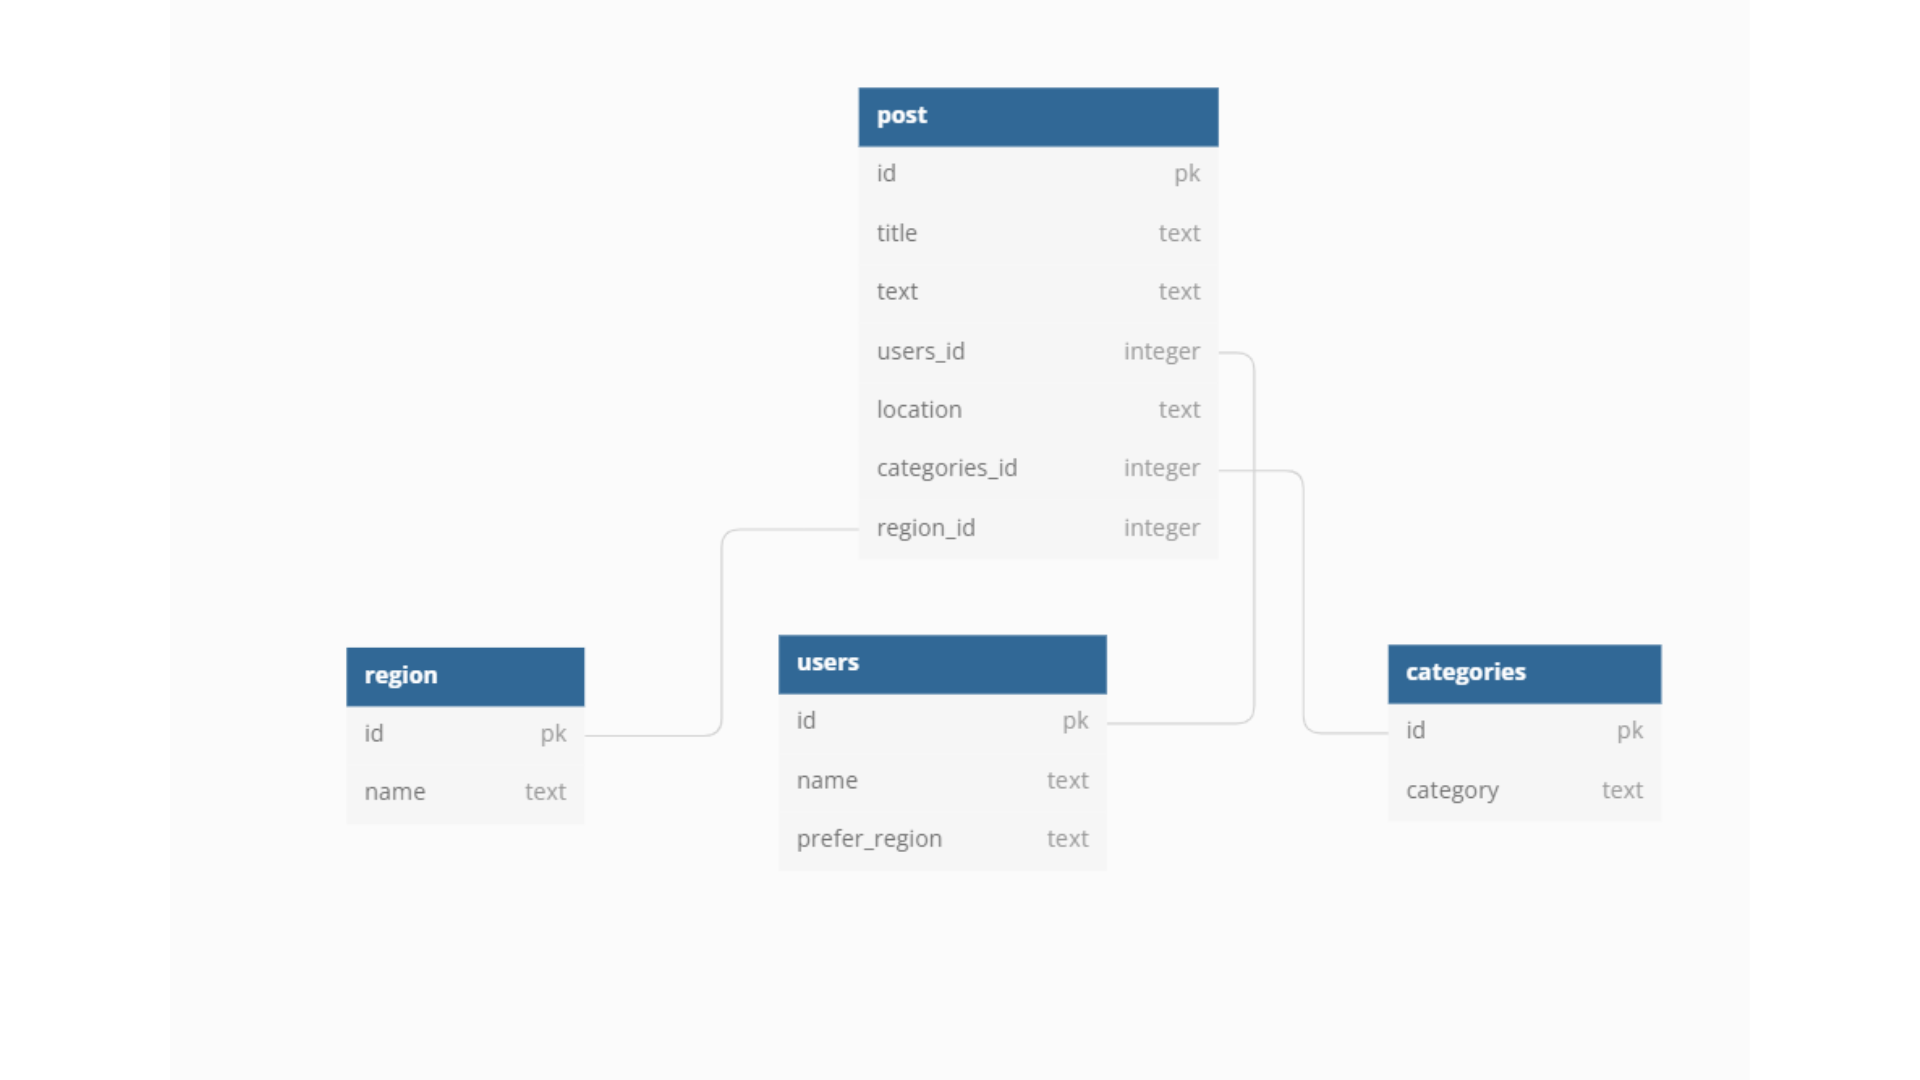 post
id pk
title text
text text
users_id integer
location text
categories_id integer
region_id integer
region
id pk
name text
users
id pk
name text
prefer_region text
categories
id pk
category text